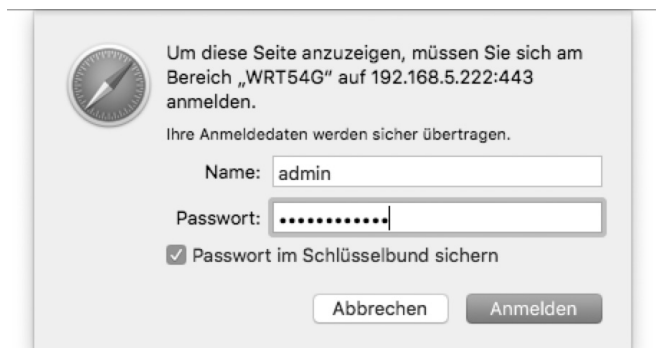 Um diese Seite anzuzeigen, müssen Sie sich am
Bereich „WRT54G" auf 192.168.5.222:443
anmelden.
Ihre Anmeldedaten werden sicher übertragen.
Name: admin
Passwort: ••••••••••••
Passwort im Schlüsselbund sichern
Abbrechen Anmelden